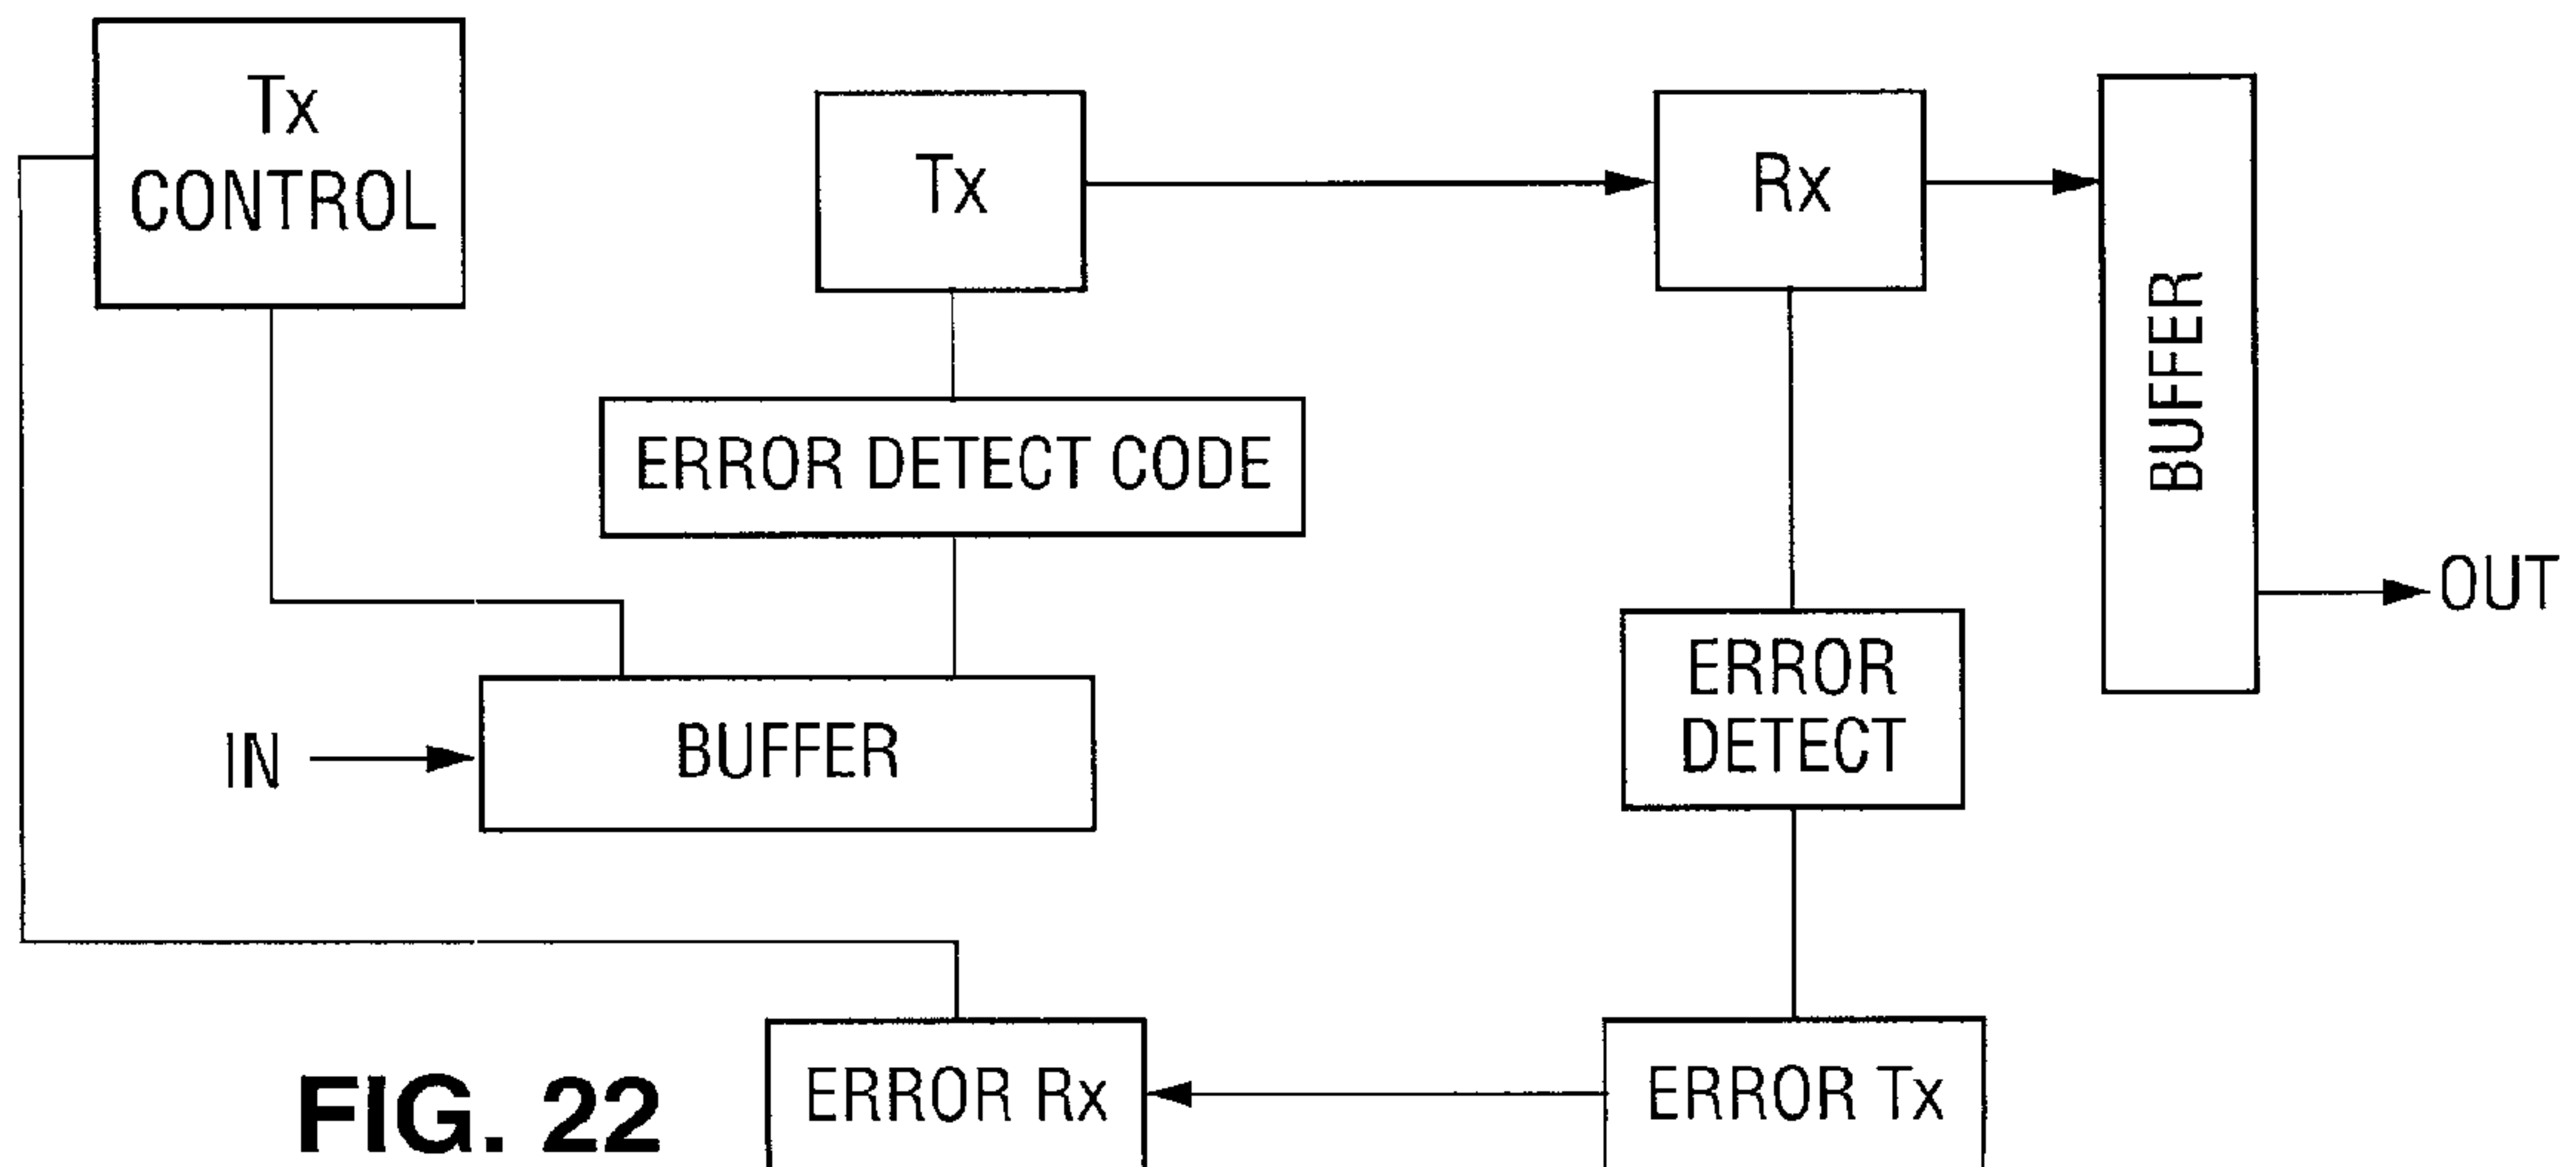 Tx
CONTROL
Tx
Rx
BUFFER
ERROR DETECT CODE
OUT
ERROR
DETECT
IN
BUFFER
ERROR Rx
ERROR Tx
FIG. 22